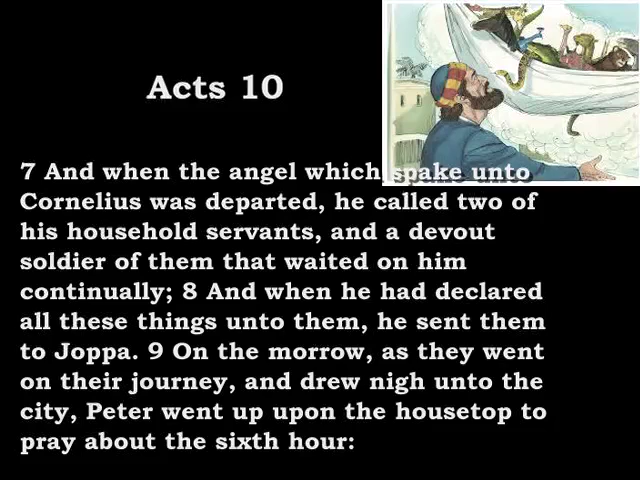 Acts 10
7 And when the angel which spake unto
Cornelius was departed, he called two of
his household servants, and a devout
soldier of them that waited on him
continually; 8 And when he had declared
all these things unto them, he sent them
to Joppa. 9 On the morrow, as they went
on their journey, and drew nigh unto the
city, Peter went up upon the housetop to
pray about the sixth hour: